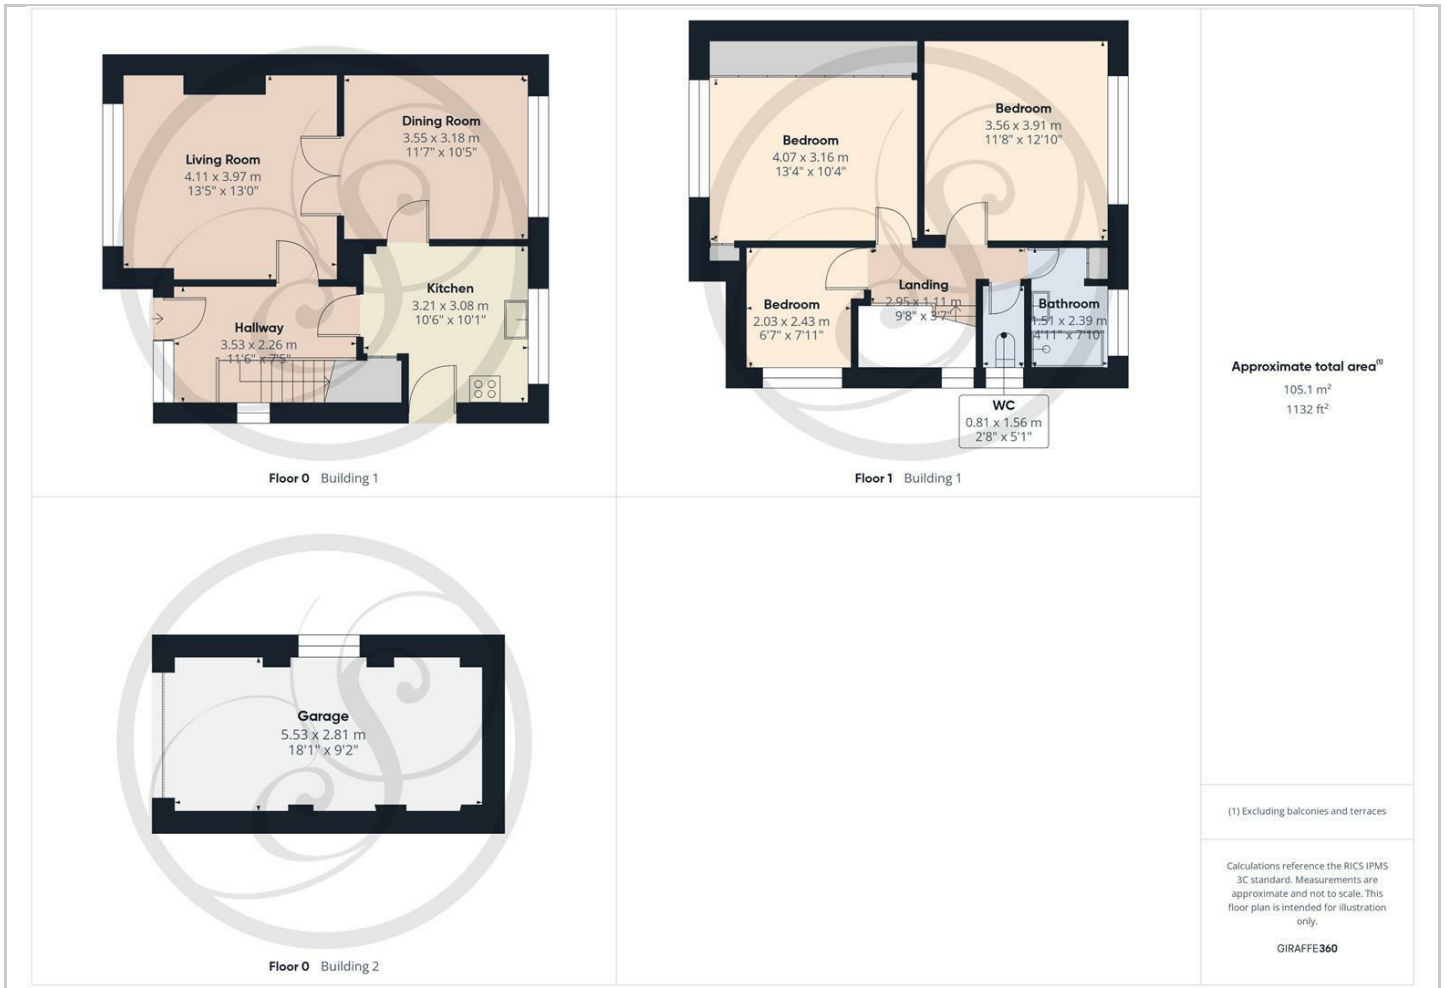 Living Room
4.11 x 3.97 m
13'5" x 13'0"
Dining Room
3.55 x 3.18 m
11'7" x 10'5"
Kitchen
3.21 x 3.08 m
10'6" x 10'1"
Hallway
3.53 x 2.26 m
11'6" x 7'5"
Floor 0 Building 1
Bedroom
4.07 x 3.16 m
13'4" x 10'4"
Bedroom
3.56 x 3.91 m
11'8" x 12'10"
Bedroom
2.03 x 2.43 m
6'7" x 7'11"
Landing
2.95 x 1.11 m
9'8" x 3'7"
Bathroom
1.51 x 2.39 m
4'11" x 7'10"
WC
0.81 x 1.56 m
2'8" x 5'1"
Floor 1 Building 1
Approximate total area(1)
105.1 m²
1132 ft²
Garage
5.53 x 2.81 m
18'1" x 9'2"
Floor 0 Building 2
(1) Excluding balconies and terraces
Calculations reference the RICS IPMS
3C standard. Measurements are
approximate and not to scale. This
floor plan is intended for illustration
only.
GIRAFFE360